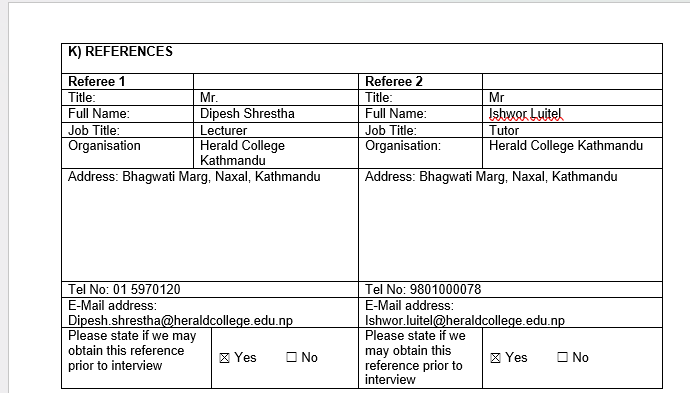 K) REFERENCES
Referee 1 Referee 2
Title: Mr. Title: Mr
Full Name: Dipesh Shrestha Full Name: Ishwor Luitel
Job Title: Lecturer Job Title: Tutor
Organisation Herald College Kathmandu Organisation: Herald College Kathmandu
Address: Bhagwati Marg, Naxal, Kathmandu Address: Bhagwati Marg, Naxal, Kathmandu
Tel No: 01 5970120 Tel No: 9801000078
E-Mail address: E-Mail address:
Dipesh.shrestha@heraldcollege.edu.np Ishwor.luitel@heraldcollege.edu.np
Please state if we may
obtain this reference
prior to interview
☒ Yes ☐ No
Please state if we
may obtain this
reference prior to
interview
☒ Yes ☐ No